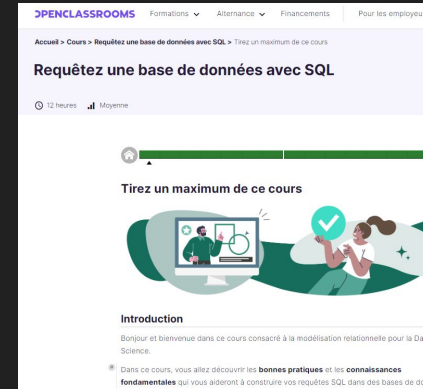 OPENCLASSROOMS Formations Alternance Financements Pour les employeu
Accueil > Cours > Requêtez une base de données avec SQL > Tirez un maximum de ce cours
Requêtez une base de données avec SQL
12 heures Moyenne
Tirez un maximum de ce cours
Introduction
Bonjour et bienvenue dans ce cours consacré à la modélisation relationnelle pour la Da
Science.
Dans ce cours, vous allez découvrir les bonnes pratiques et les connaissances
fondamentales qui vous aideront à construire vos requêtes SQL dans des bases de do